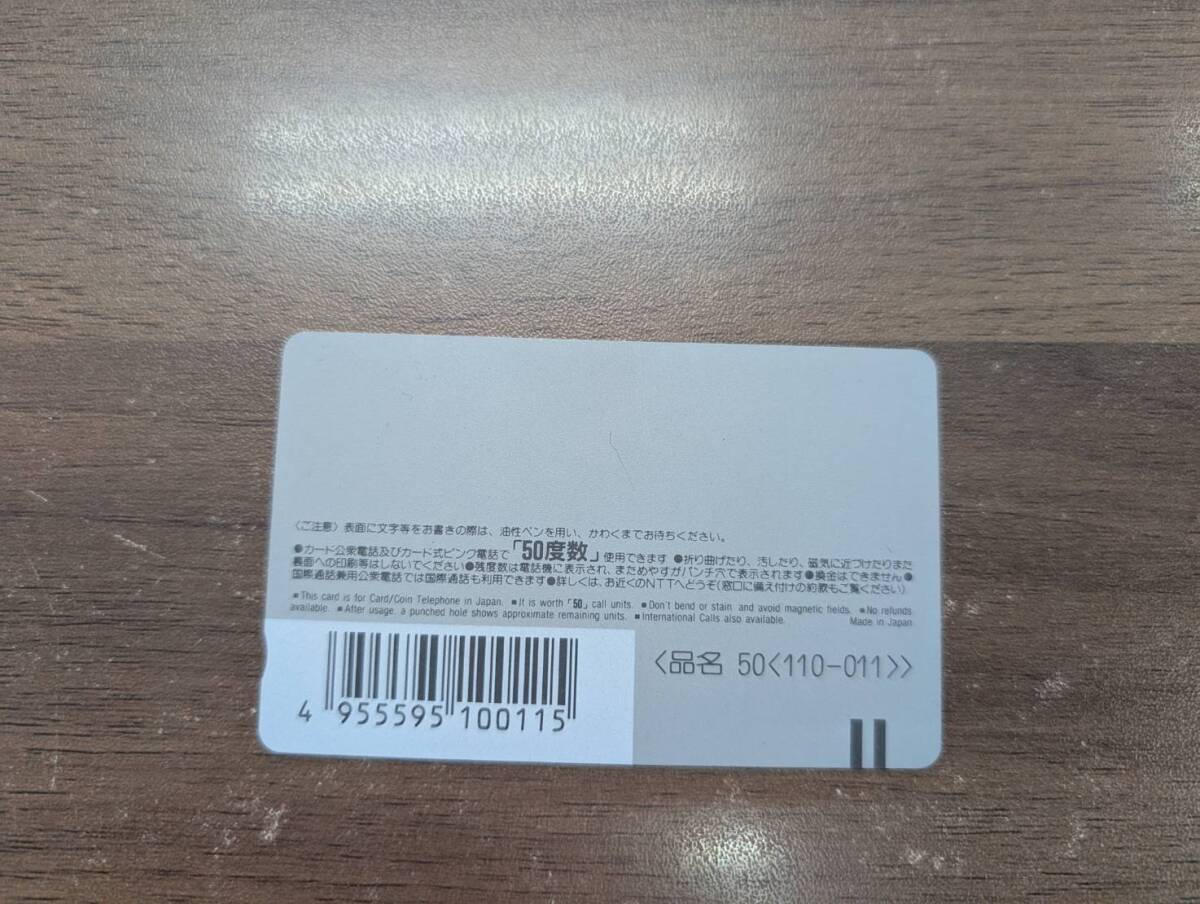 〈ご注意〉表面に文字等をお書きの際は、油性ペンを用い、かわくまでお待ちください。
●カード公衆電話及びカード式ピンク電話で「50度数」使用できます ●折り曲げたり、汚したり、磁気に近づけたりまた
裏面への印刷等はしないでください●残度数は電話機に表示され、まためやすがパンチ穴で表示されます●換金はできません●
国際通話兼用公衆電話では国際通話も利用できます●詳しくは、お近くのNTTへどうぞ(窓口に備え付けの約款もご覧ください)
■This card is for Card/Coin Telephone in Japan. ■It is worth「50」call units. ■Don't bend or stain and avoid magnetic fields. ■No refunds
available. ■After usage, a punched hole shows approximate remaining units. ■International Calls also available. Made in Japan
〈品名 50〈110-011〉〉
4 955595 100115